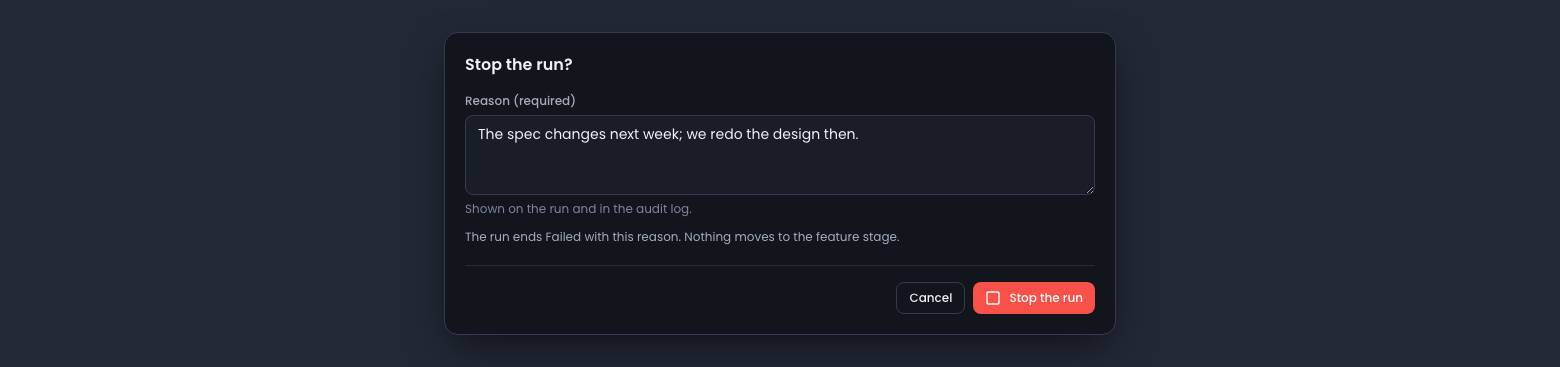 Stop the run?
Reason (required)
The spec changes next week; we redo the design then.
Shown on the run and in the audit log.
The run ends Failed with this reason. Nothing moves to the feature stage.
Cancel
Stop the run